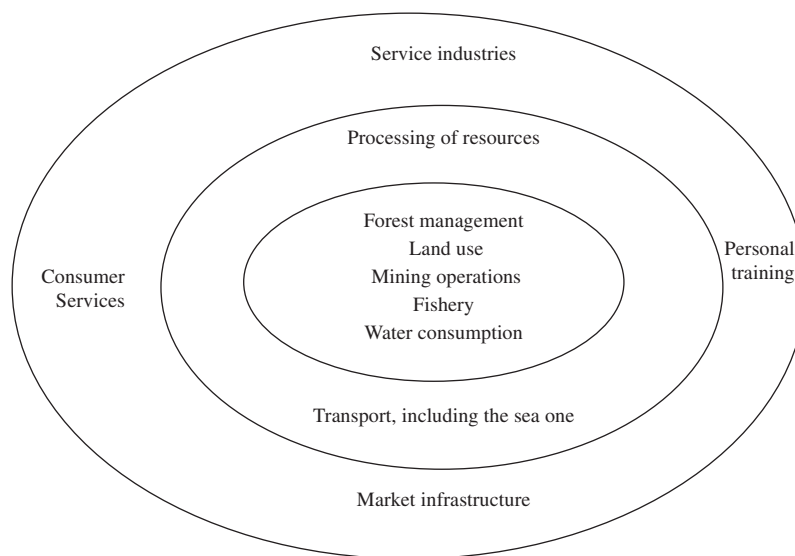 Service industries
Processing of resources
Forest management
Land use
Mining operations
Fishery
Water consumption
Consumer
Services
Personal
training
Transport, including the sea one
Market infrastructure